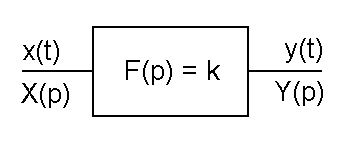 x(t)
X(p)
F(p) = k
y(t)
Y(p)